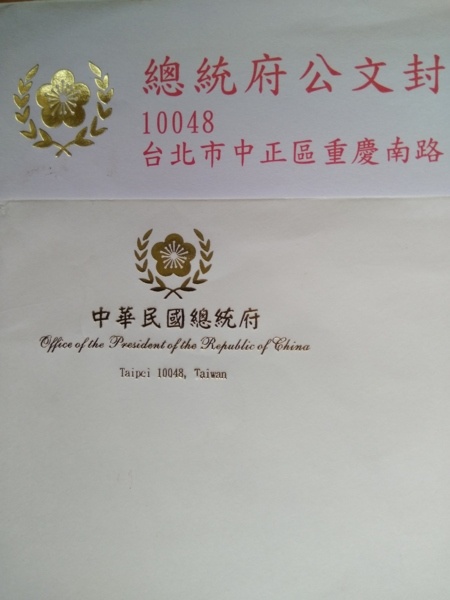 總統府公文封
10048
台北市中正區重慶南路
中華民國總統府
Office of the President of the Republic of China
Taipei 10048, Taiwan